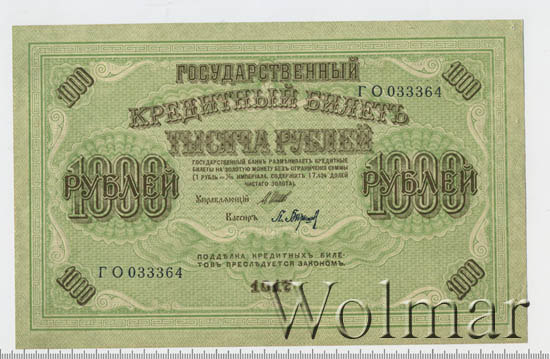 1000
ГОСУДАРСТВЕННЫЙ
1000
ГО 033364
КРЕДИТНЫЙ БИЛЕТЪ
ТЫСЯЧА РУБЛЕЙ
ГОСУДАРСТВЕННЫЙ БАНКЪ РАЗМѢНИВАЕТЪ КРЕДИТНЫЕ
БИЛЕТЫ НА ЗОЛОТУЮ МОНЕТУ БЕЗЪ ОГРАНИЧЕНІЯ СУММЫ
(1 РУБЛЬ = 1/15 ИМПЕРІАЛА, СОДЕРЖИТЪ 17,424 ДОЛЕЙ
ЧИСТАГО ЗОЛОТА).
1000 РУБЛЕЙ
1000 РУБЛЕЙ
Управляющій
Кассиръ
ПОДДѢЛКА КРЕДИТНЫХЪ БИЛЕ-
ТОВЪ ПРЕСЛѢДУЕТСЯ ЗАКОНОМЪ.
ГО 033364
1000
1917
1000
Wolmar